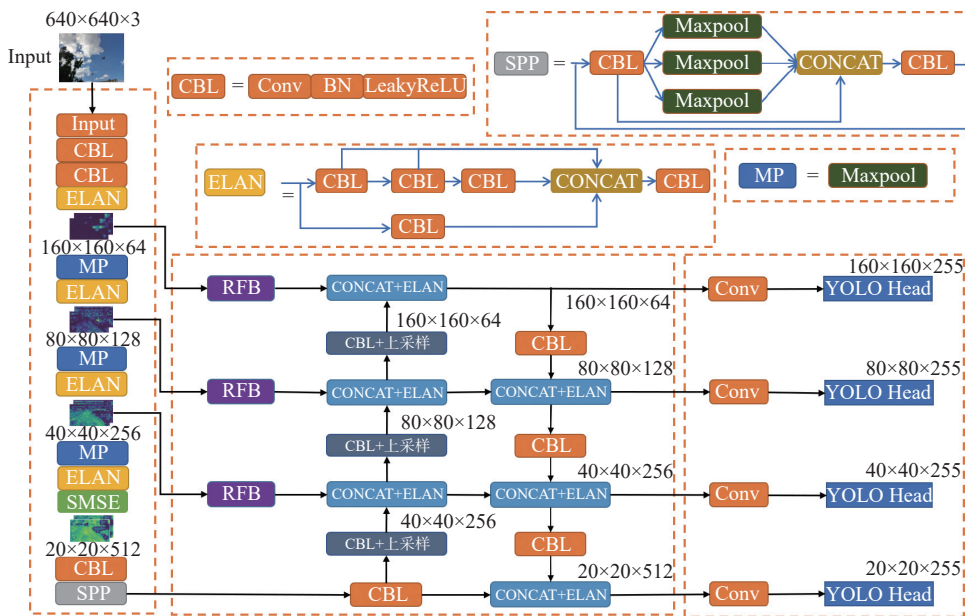 640×640×3
Input
Input
CBL
CBL
ELAN
160×160×64
MP
ELAN
80×80×128
MP
ELAN
40×40×256
MP
ELAN
SMSE
20×20×512
CBL
SPP
CBL = Conv BN LeakyReLU
SPP = CBL Maxpool Maxpool Maxpool CONCAT CBL
ELAN = CBL CBL CBL CONCAT CBL
CBL
MP = Maxpool
RFB CONCAT+ELAN
160×160×64
160×160×64
CBL+上采样
CBL
80×80×128
RFB CONCAT+ELAN CONCAT+ELAN
80×80×128
CBL+上采样
CBL
40×40×256
RFB CONCAT+ELAN CONCAT+ELAN
40×40×256
CBL+上采样
CBL
20×20×512
CBL CONCAT+ELAN
160×160×255
Conv YOLO Head
80×80×255
Conv YOLO Head
40×40×255
Conv YOLO Head
20×20×255
Conv YOLO Head